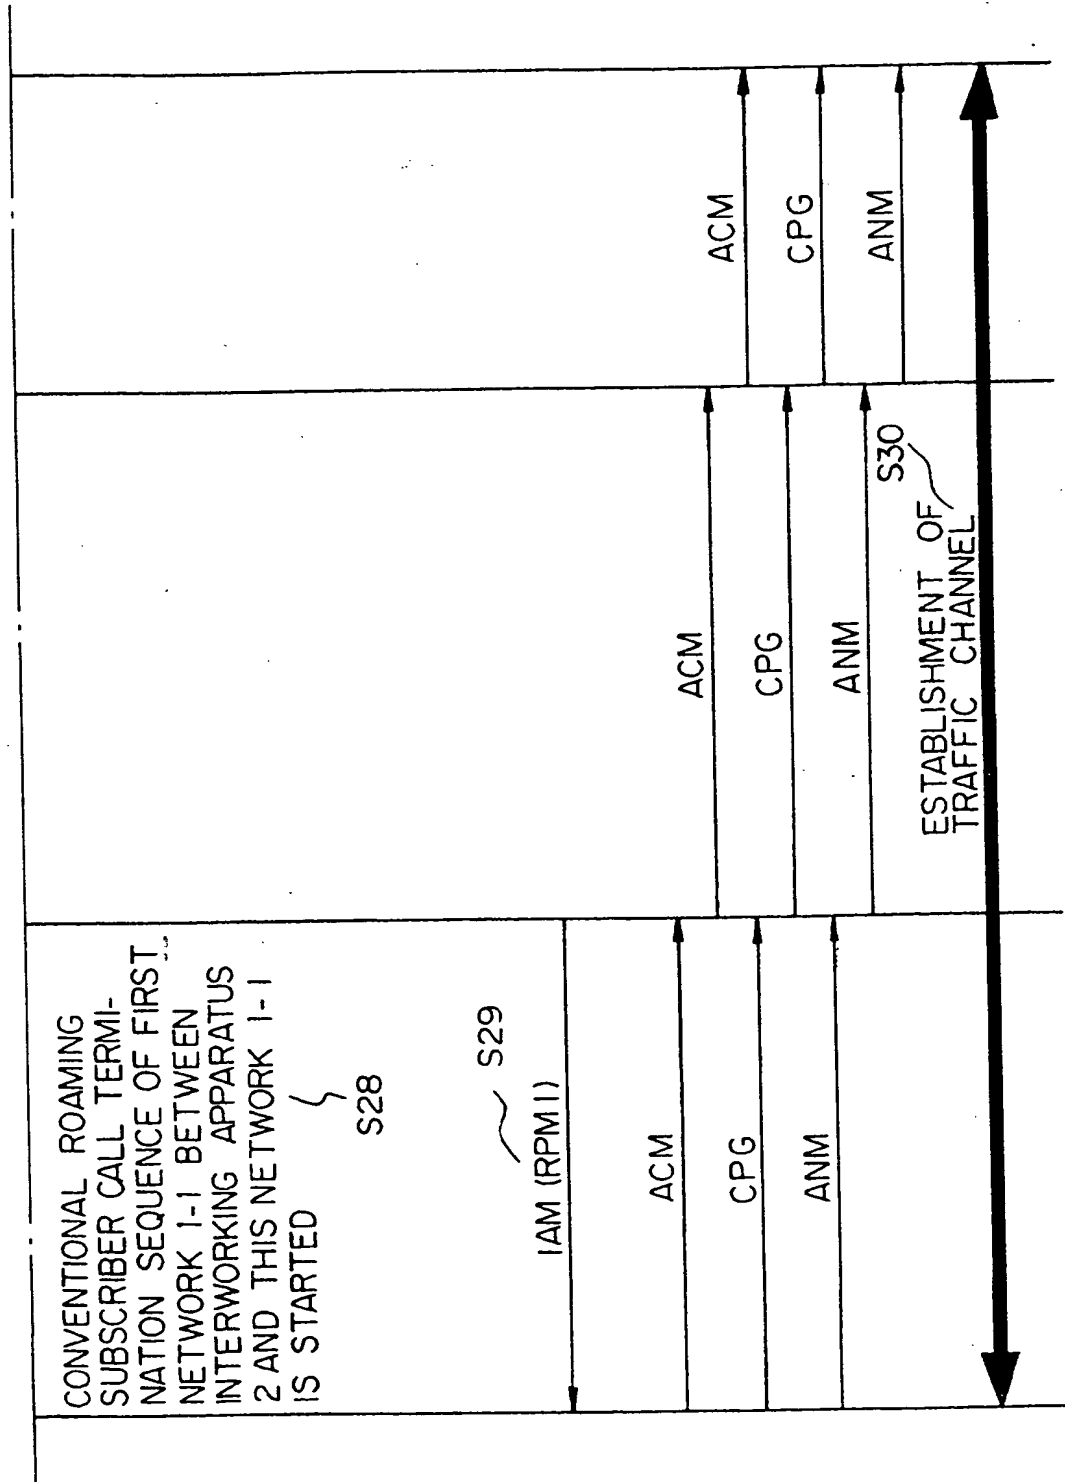 CONVENTIONAL ROAMING
SUBSCRIBER CALL TERMI-
NATION SEQUENCE OF FIRST
NETWORK 1-1 BETWEEN
INTERWORKING APPARATUS
2 AND THIS NETWORK 1-1
IS STARTED
S28
S29
IAM (RPM1)
ACM
CPG
ANM
ACM
CPG
ANM
ACM
CPG
ANM
S30
ESTABLISHMENT OF
TRAFFIC CHANNEL